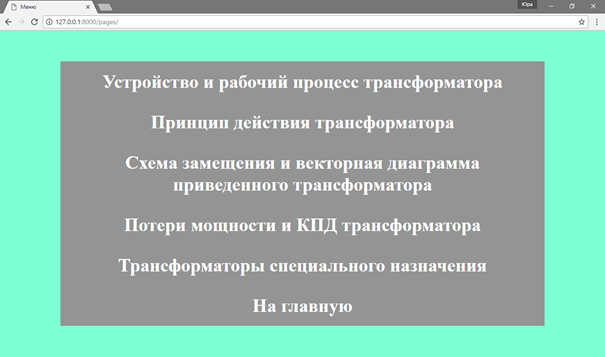 Меню
Юра
127.0.0.1:8000/pages/
Устройство и рабочий процесс трансформатора
Принцип действия трансформатора
Схема замещения и векторная диаграмма
приведенного трансформатора
Потери мощности и КПД трансформатора
Трансформаторы специального назначения
На главную